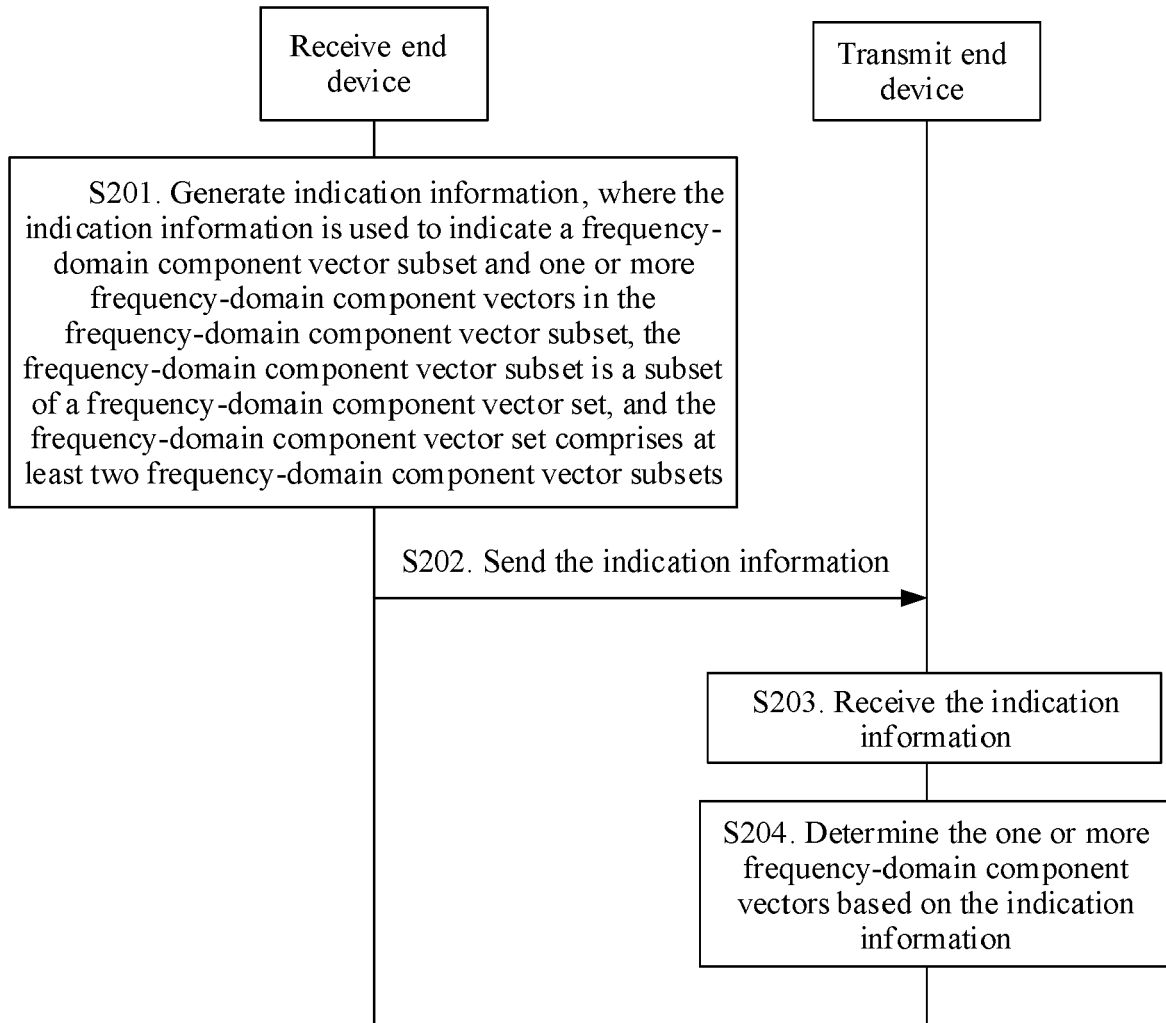 Receive end
device
Transmit end
device
S201. Generate indication information, where the
indication information is used to indicate a frequency-
domain component vector subset and one or more
frequency-domain component vectors in the
frequency-domain component vector subset, the
frequency-domain component vector subset is a subset
of a frequency-domain component vector set, and the
frequency-domain component vector set comprises at
least two frequency-domain component vector subsets
S202. Send the indication information
S203. Receive the indication
information
S204. Determine the one or more
frequency-domain component
vectors based on the indication
information